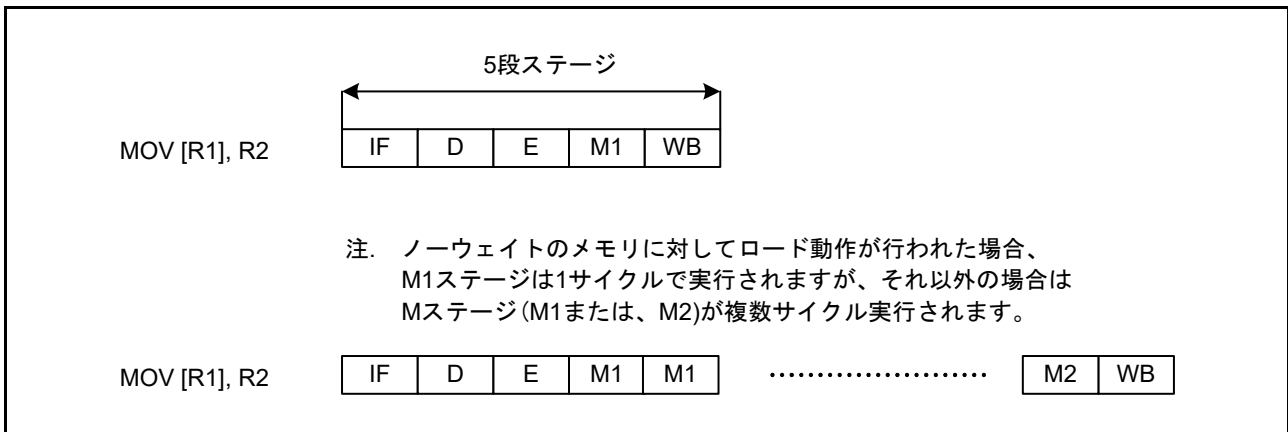 5段ステージ
MOV [R1], R2 IF D E M1 WB
注. ノーウェイトのメモリに対してロード動作が行われた場合、
M1ステージは1サイクルで実行されますが、それ以外の場合は
Mステージ(M1または、M2)が複数サイクル実行されます。
MOV [R1], R2 IF D E M1 M1 ······················· M2 WB